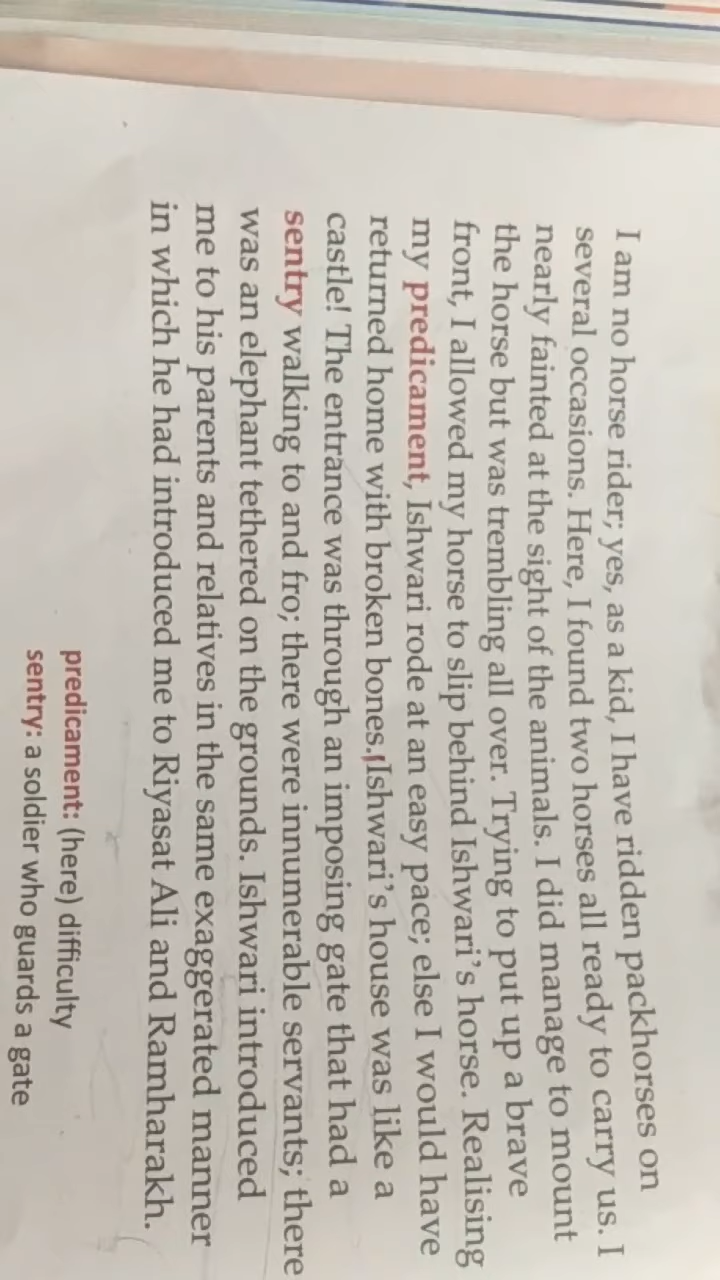 I am no horse rider; yes, as a kid, I have ridden packhorses on
several occasions. Here, I found two horses all ready to carry us. I
nearly fainted at the sight of the animals. I did manage to mount
the horse but was trembling all over. Trying to put up a brave
front, I allowed my horse to slip behind Ishwari's horse. Realising
my predicament, Ishwari rode at an easy pace; else I would have
returned home with broken bones. Ishwari's house was like a
castle! The entrance was through an imposing gate that had a
sentry walking to and fro; there were innumerable servants; there
was an elephant tethered on the grounds. Ishwari introduced
me to his parents and relatives in the same exaggerated manner
in which he had introduced me to Riyasat Ali and Ramharakh.
predicament: (here) difficulty
sentry: a soldier who guards a gate